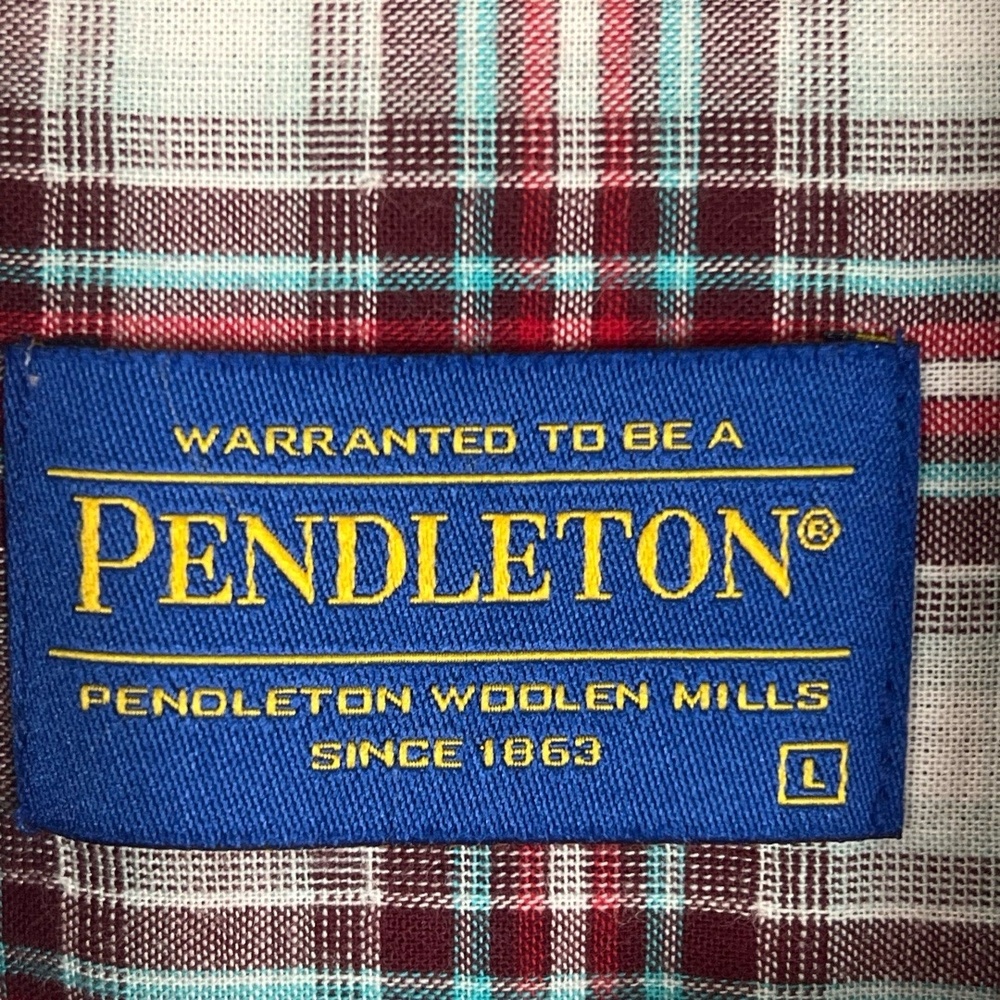 WARRANTED TO BE A
PENDLETON®
PENDLETON WOOLEN MILLS
SINCE 1863
L